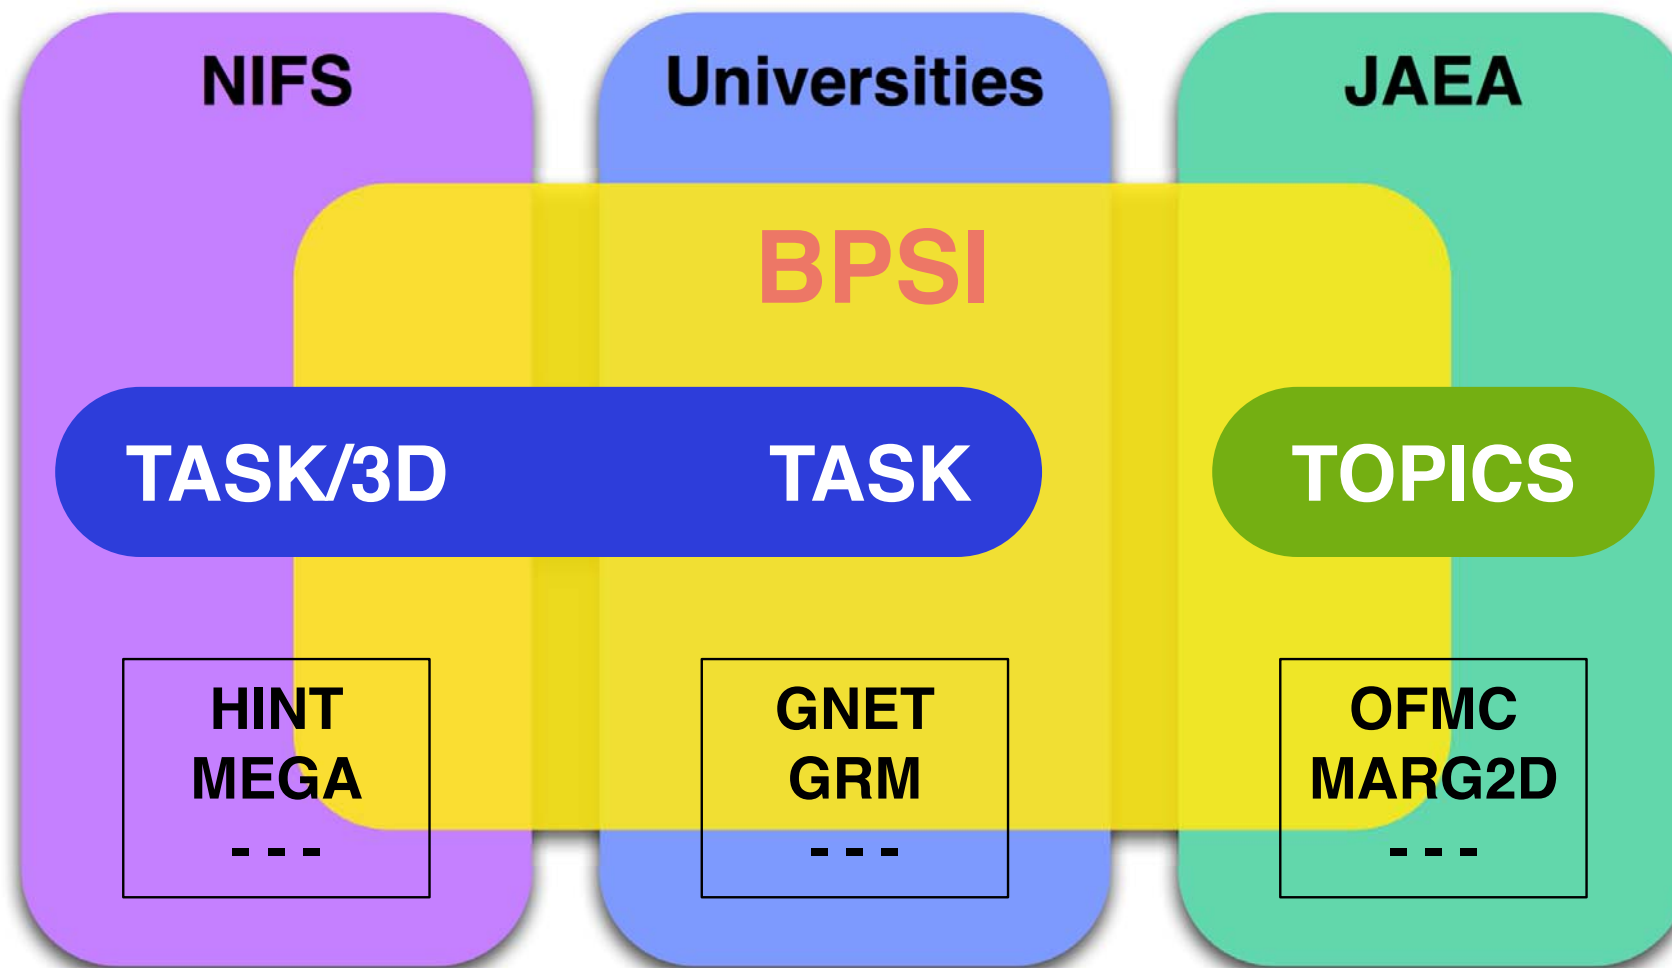 NIFS
Universities
JAEA
BPSI
TASK/3D
TASK
TOPICS
HINT
MEGA
- - -
GNET
GRM
- - -
OFMC
MARG2D
- - -